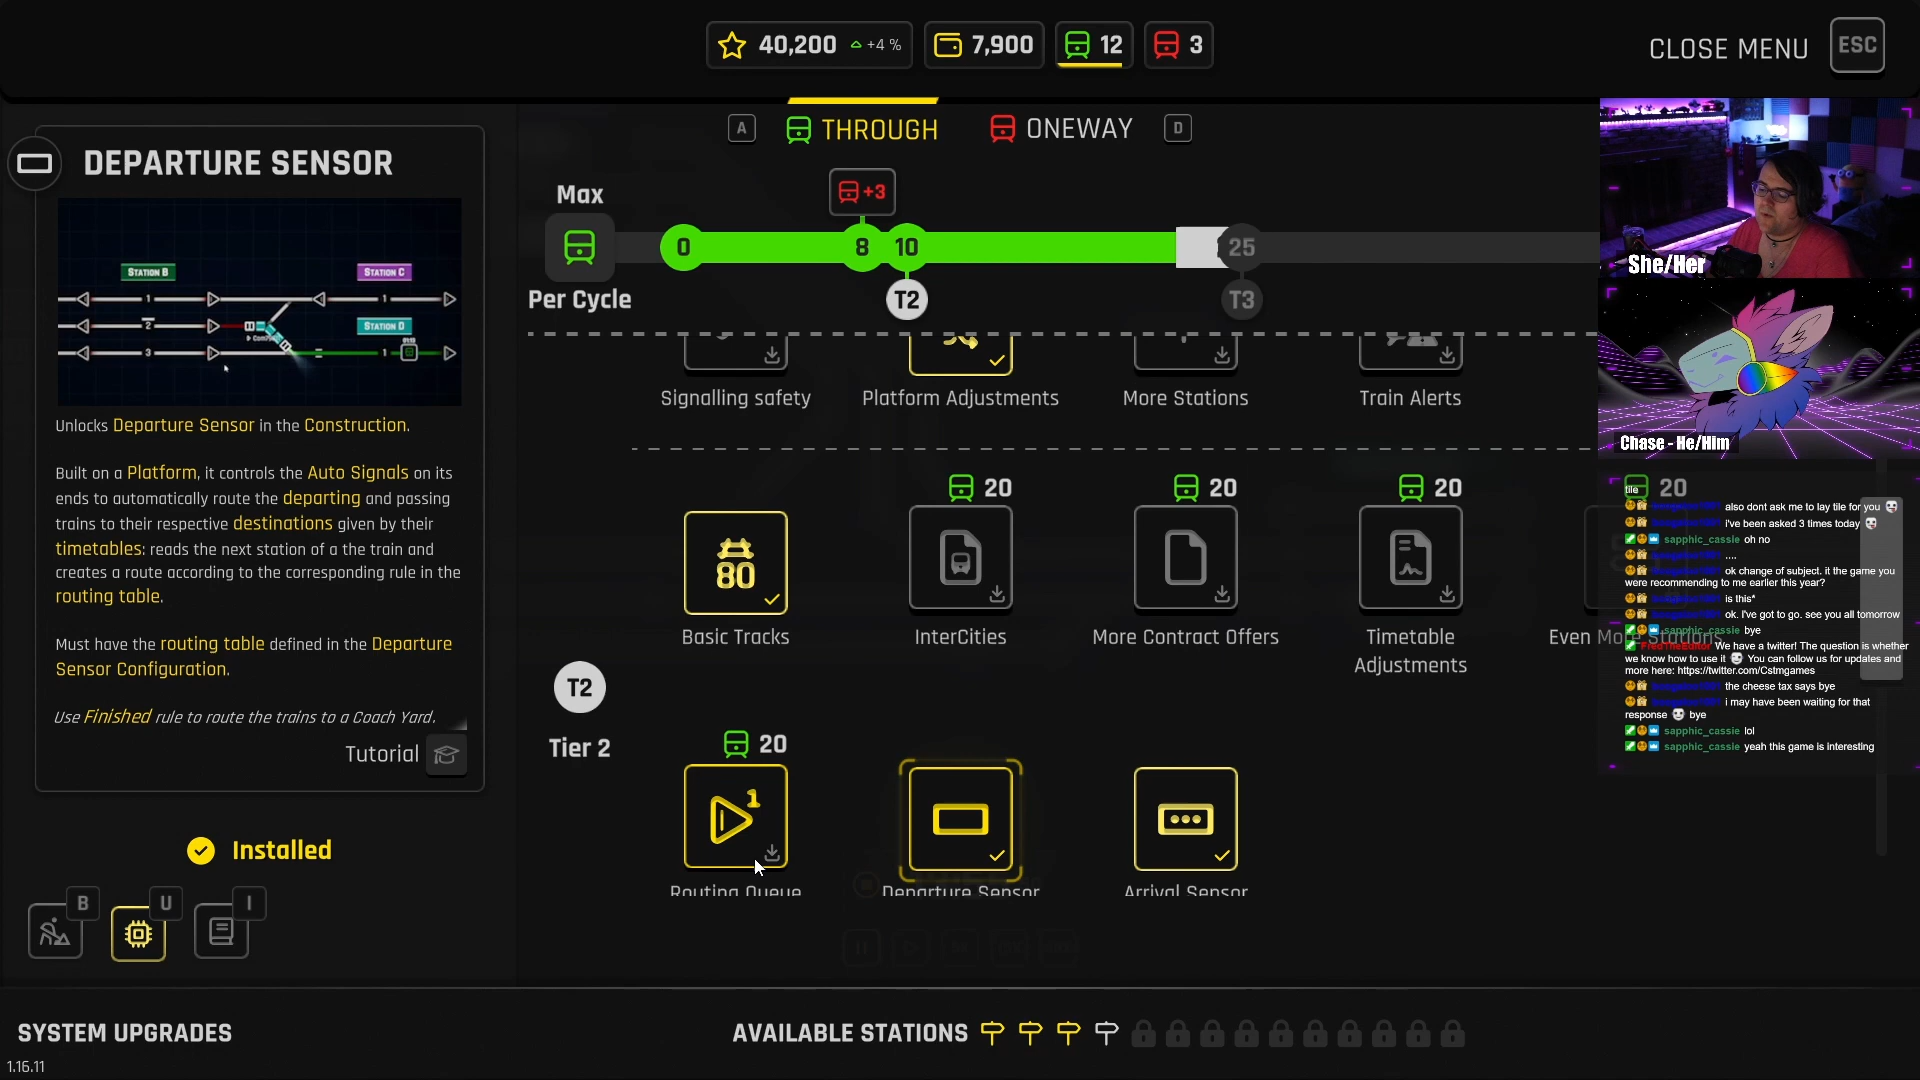 40,200 +4 %
7,900
12
3
CLOSE MENU ESC
A THROUGH ONEWAY D
DEPARTURE SENSOR
STATION B
STATION C
STATION D
Unlocks Departure Sensor in the Construction.
Built on a Platform, it controls the Auto Signals on its
ends to automatically route the departing and passing
trains to their respective destinations given by their
timetables: reads the next station of a the train and
creates a route according to the corresponding rule in the
routing table.
Must have the routing table defined in the Departure
Sensor Configuration.
Use Finished rule to route the trains to a Coach Yard.
Tutorial
Installed
B U I
Max
Per Cycle
+3
0 8 10 25
T2 T3
Signalling safety
Platform Adjustments
More Stations
Train Alerts
20 20 20 20
80
Basic Tracks
InterCities
More Contract Offers
Timetable
Adjustments
Even More Stations
T2
Tier 2
20
1
Routing Queue
Departure Sensor
Arrival Sensor
She/Her
Chase - He/Him
tile
also dont ask me to lay tile for you
i've been asked 3 times today
sapphic_cassie oh no
....
ok change of subject. it the game you
were recommending to me earlier this year?
is this*
ok. I've got to go. see you all tomorrow
sapphic_cassie bye
FredTheEditor We have a twitter! The question is whether
we know how to use it You can follow us for updates and
more here: https://twitter.com/Cstmgames
the cheese tax says bye
i may have been waiting for that
response bye
sapphic_cassie lol
sapphic_cassie yeah this game is interesting
SYSTEM UPGRADES
AVAILABLE STATIONS
1.16.11